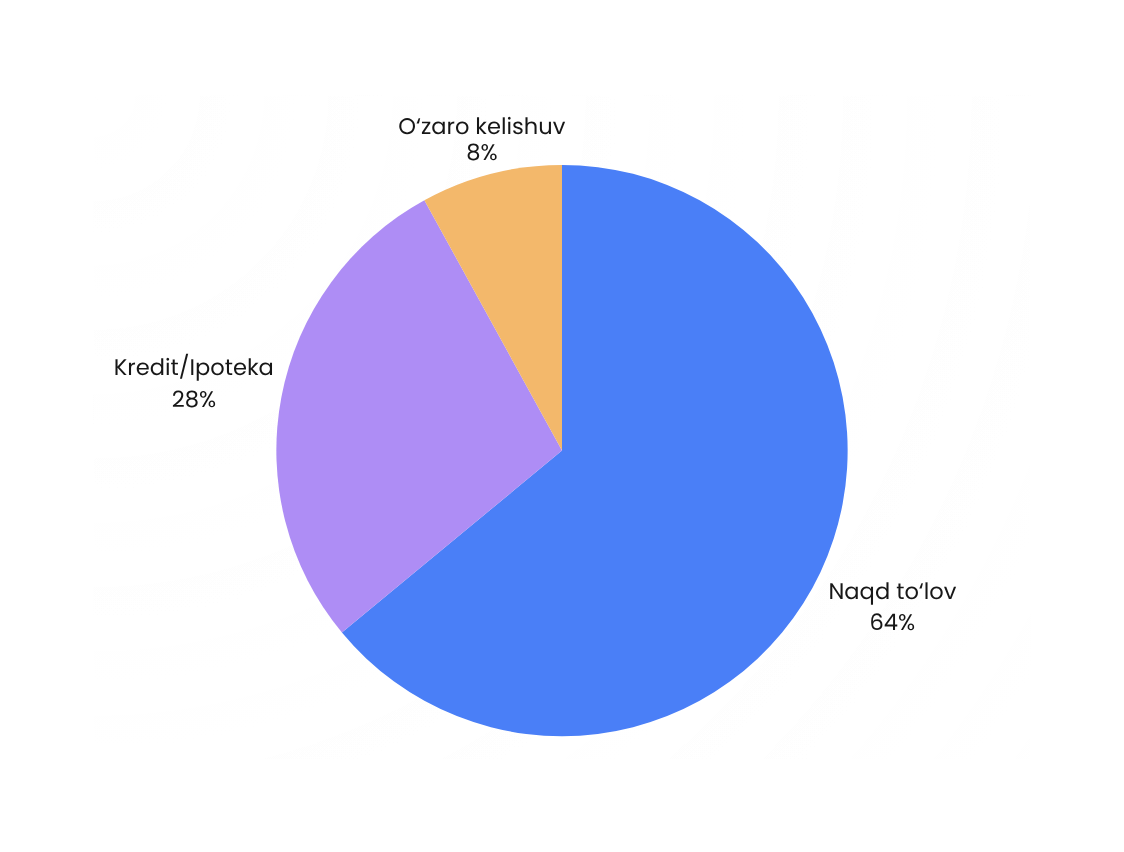 O‘zaro kelishuv
8%
Kredit/Ipoteka
28%
Naqd to‘lov
64%